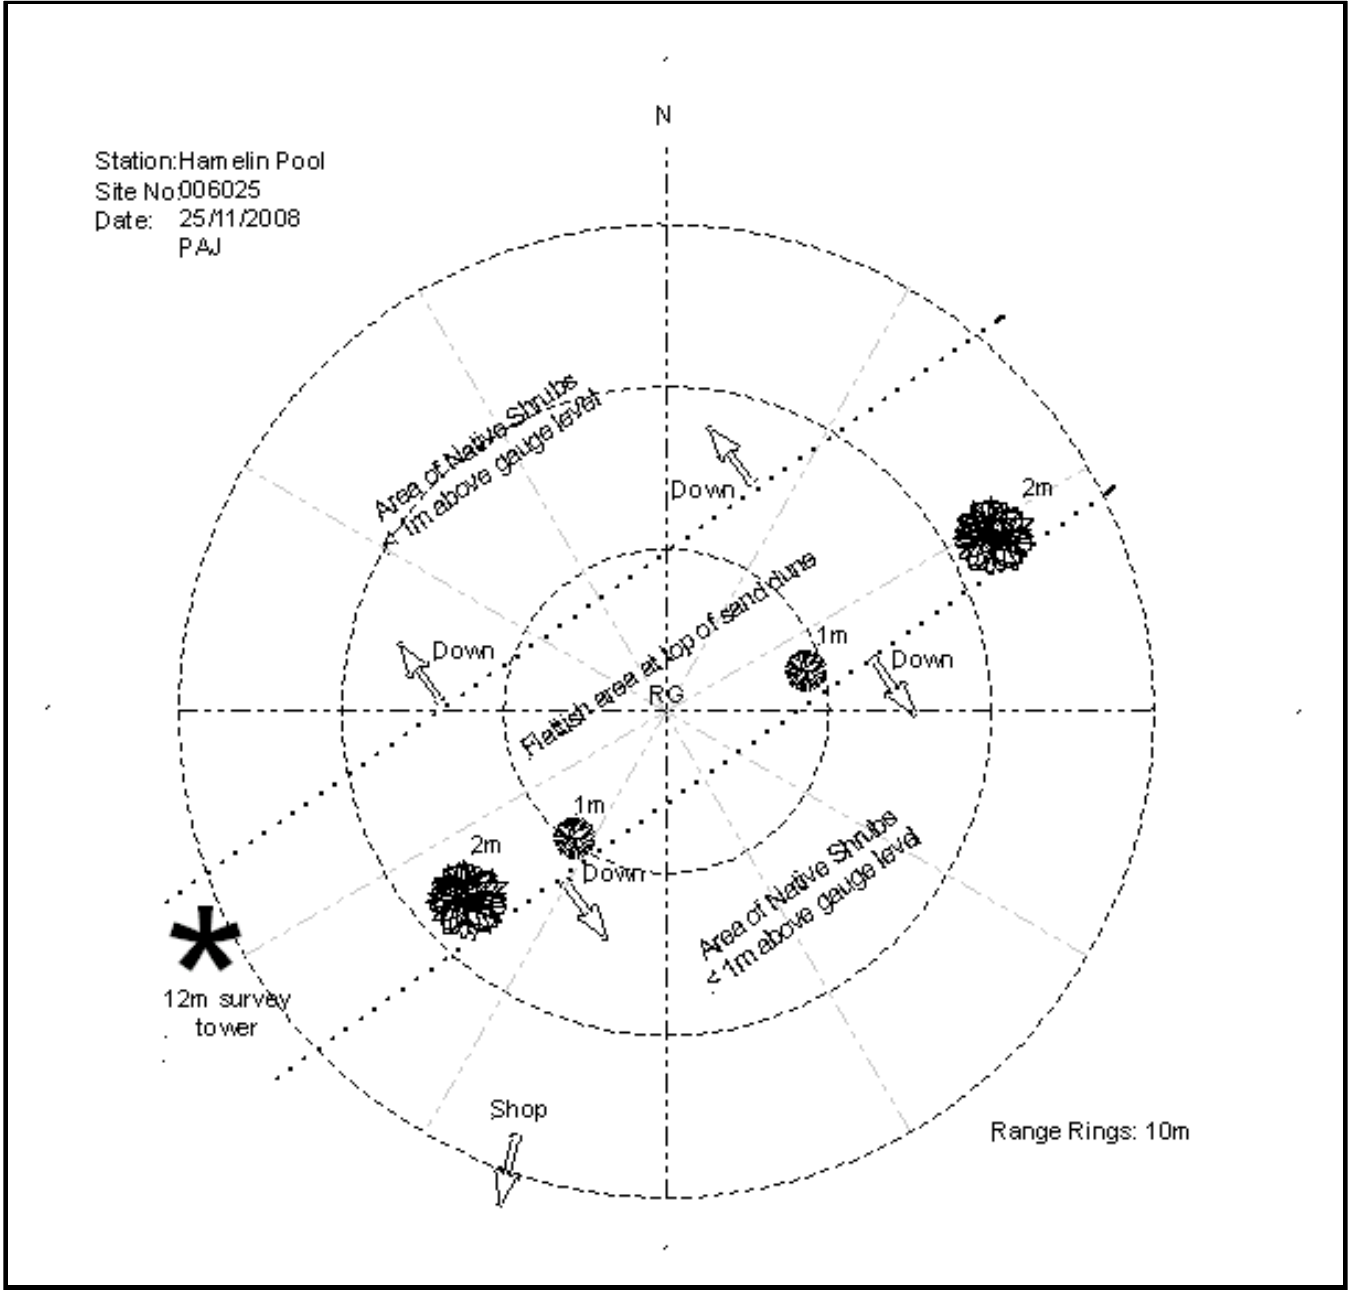 N
Station:Hamelin Pool
Site No:006025
Date: 25/11/2008
PAJ
Area of Native Shrubs
1m above gauge level
Down
2m
Flattish area at top of sand dune
1m
Down
Down
RG
1m
2m
Down
Area of Native Shrubs
< 1m above gauge level
12m survey
tower
Shop
Range Rings: 10m